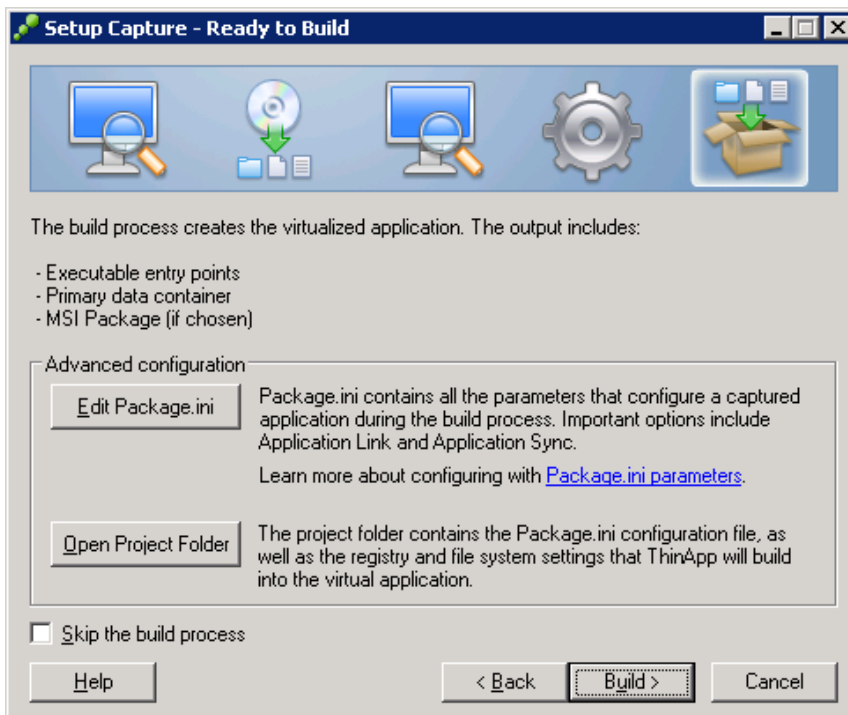 Setup Capture - Ready to Build
The build process creates the virtualized application. The output includes:
- Executable entry points
- Primary data container
- MSI Package (if chosen)
Advanced configuration
Edit Package.ini
Package.ini contains all the parameters that configure a captured
application during the build process. Important options include
Application Link and Application Sync.
Learn more about configuring with Package.ini parameters.
Open Project Folder
The project folder contains the Package.ini configuration file, as
well as the registry and file system settings that ThinApp will build
into the virtual application.
Skip the build process
Help
< Back
Build >
Cancel